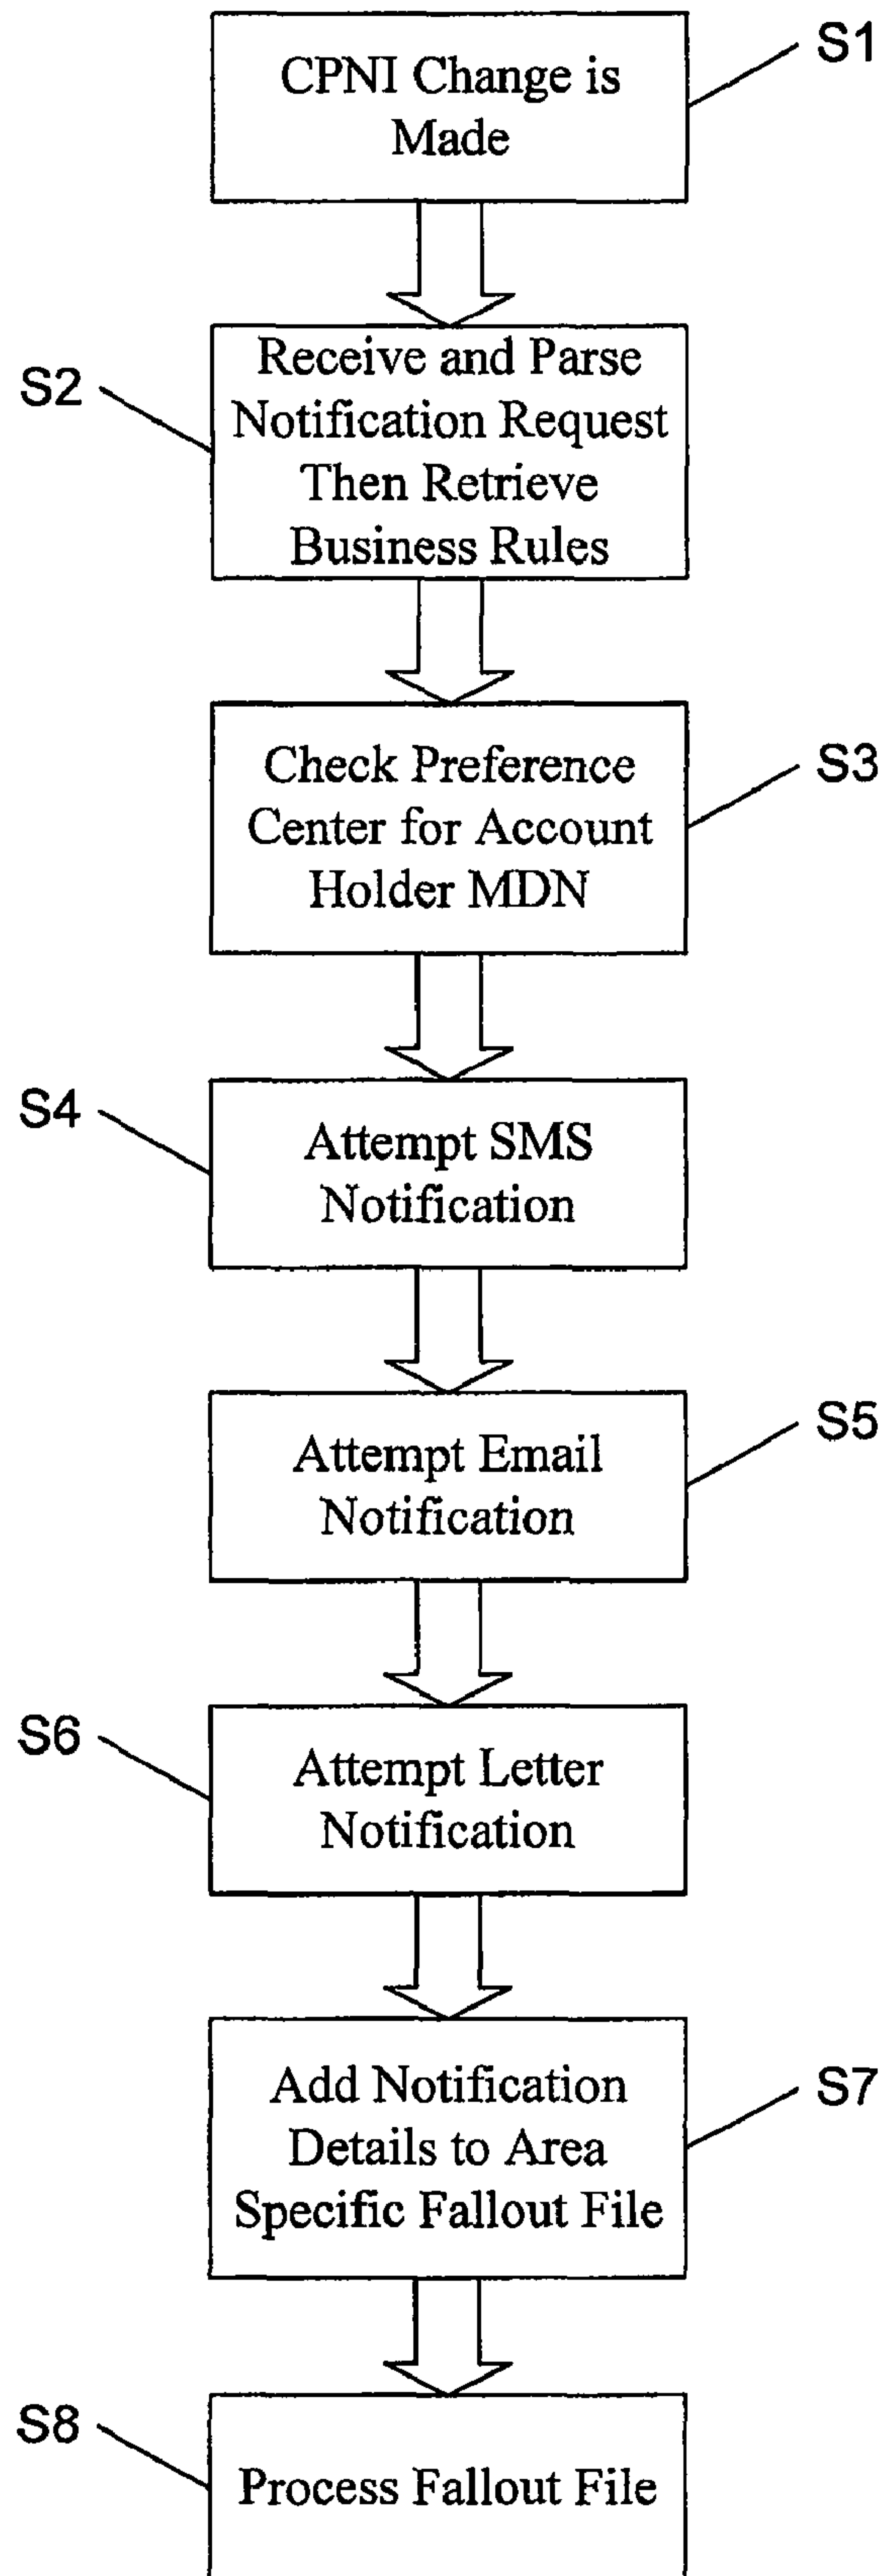 CPNI Change is
Made
S1
S2
Receive and Parse
Notification Request
Then Retrieve
Business Rules
Check Preference
Center for Account
Holder MDN
S3
S4
Attempt SMS
Notification
Attempt Email
Notification
S5
S6
Attempt Letter
Notification
Add Notification
Details to Area
Specific Fallout File
S7
S8
Process Fallout File